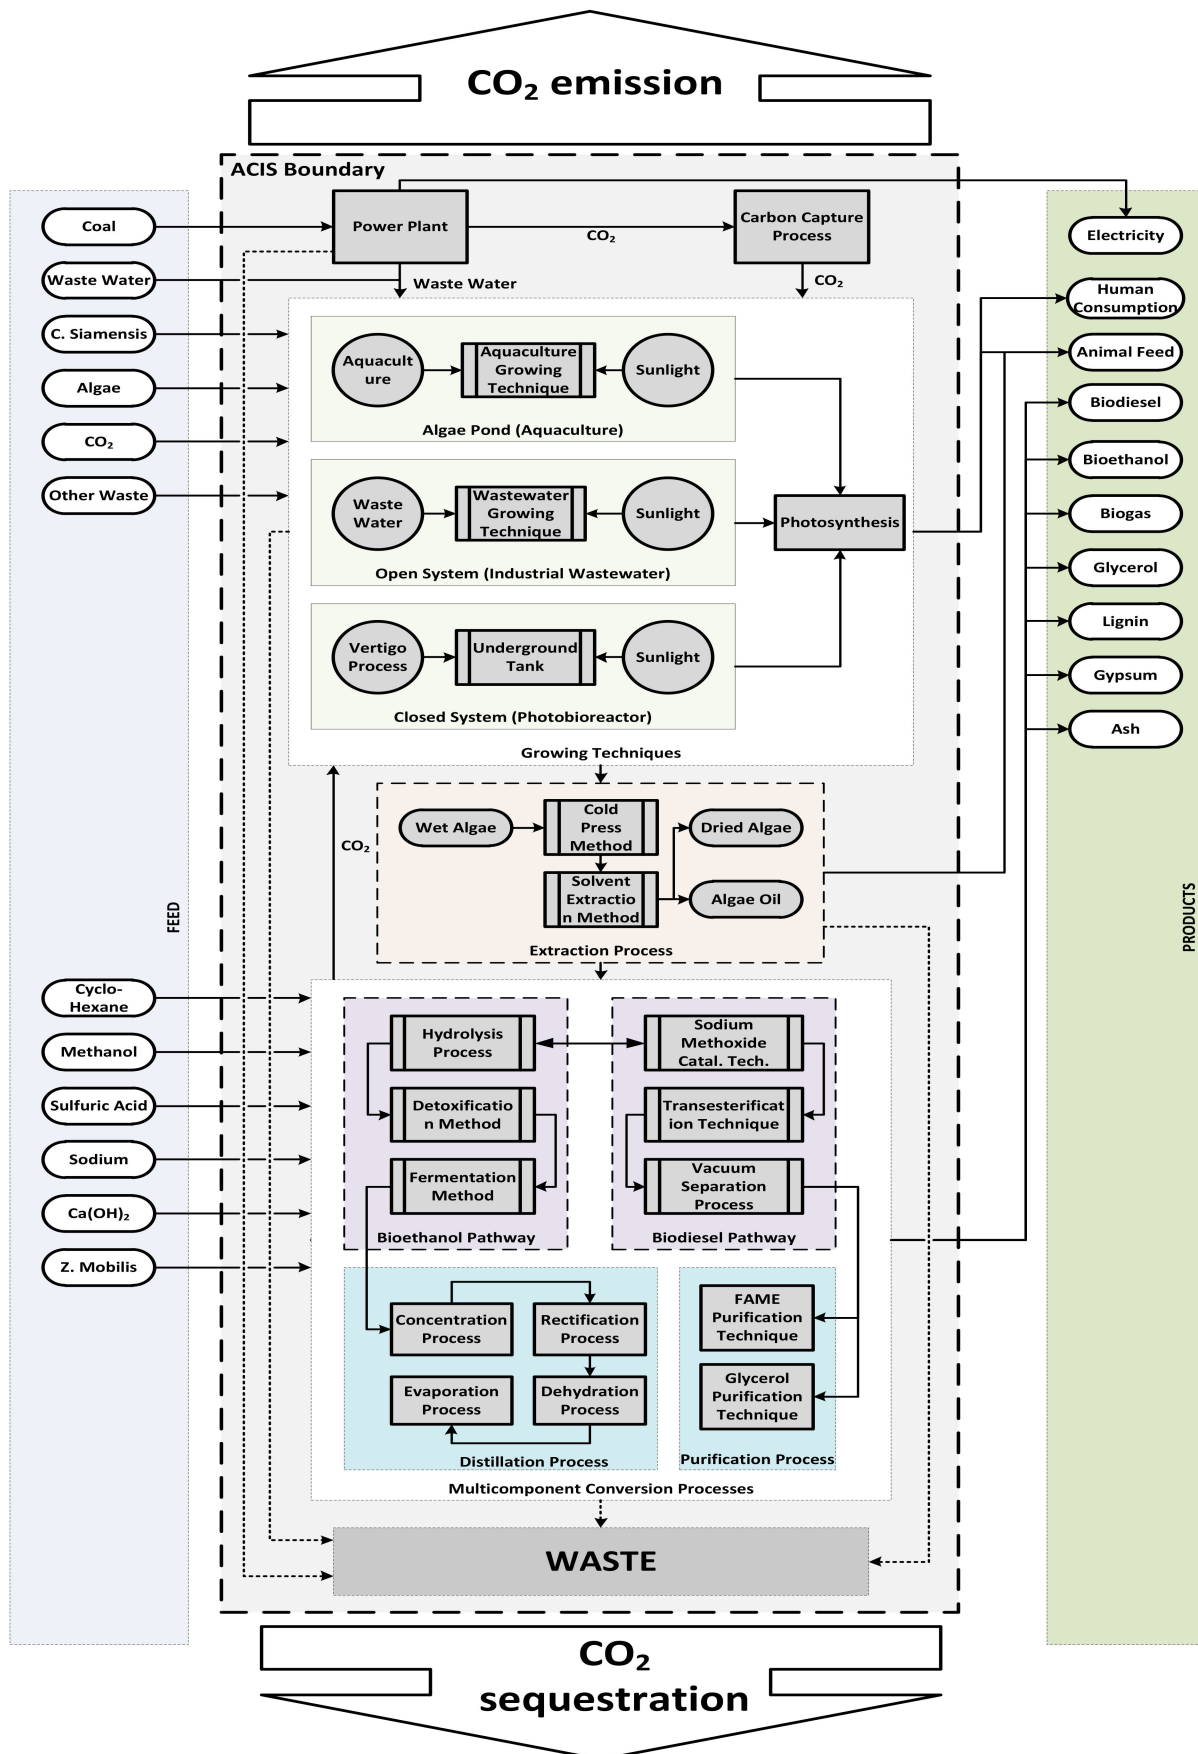 CO₂ emission
ACIS Boundary
Coal
Power Plant
CO₂
Carbon Capture
Process
Electricity
Waste Water
Waste Water
CO₂
Human
Consumption
C. Siamensis
Animal Feed
Algae
CO₂
Other Waste
Aquacult
ure
Aquaculture
Growing
Technique
Sunlight
Algae Pond (Aquaculture)
Biodiesel
Bioethanol
Biogas
Glycerol
Lignin
Gypsum
Ash
Waste
Water
Wastewater
Growing
Technique
Sunlight
Photosynthesis
Open System (Industrial Wastewater)
Vertigo
Process
Underground
Tank
Sunlight
Closed System (Photobioreactor)
Growing Techniques
CO₂
Wet Algae
Cold
Press
Method
Dried Algae
Solvent
Extractio
n Method
Algae Oil
Extraction Process
FEED
PRODUCTS
Cyclo-
Hexane
Methanol
Sulfuric Acid
Sodium
Ca(OH)₂
Z. Mobilis
Hydrolysis
Process
Detoxificatio
n Method
Fermentation
Method
Bioethanol Pathway
Sodium
Methoxide
Catal. Tech.
Transesterificat
ion Technique
Vacuum
Separation
Process
Biodiesel Pathway
Concentration
Process
Rectification
Process
Evaporation
Process
Dehydration
Process
Distillation Process
FAME
Purification
Technique
Glycerol
Purification
Technique
Purification Process
Multicomponent Conversion Processes
WASTE
CO₂
sequestration